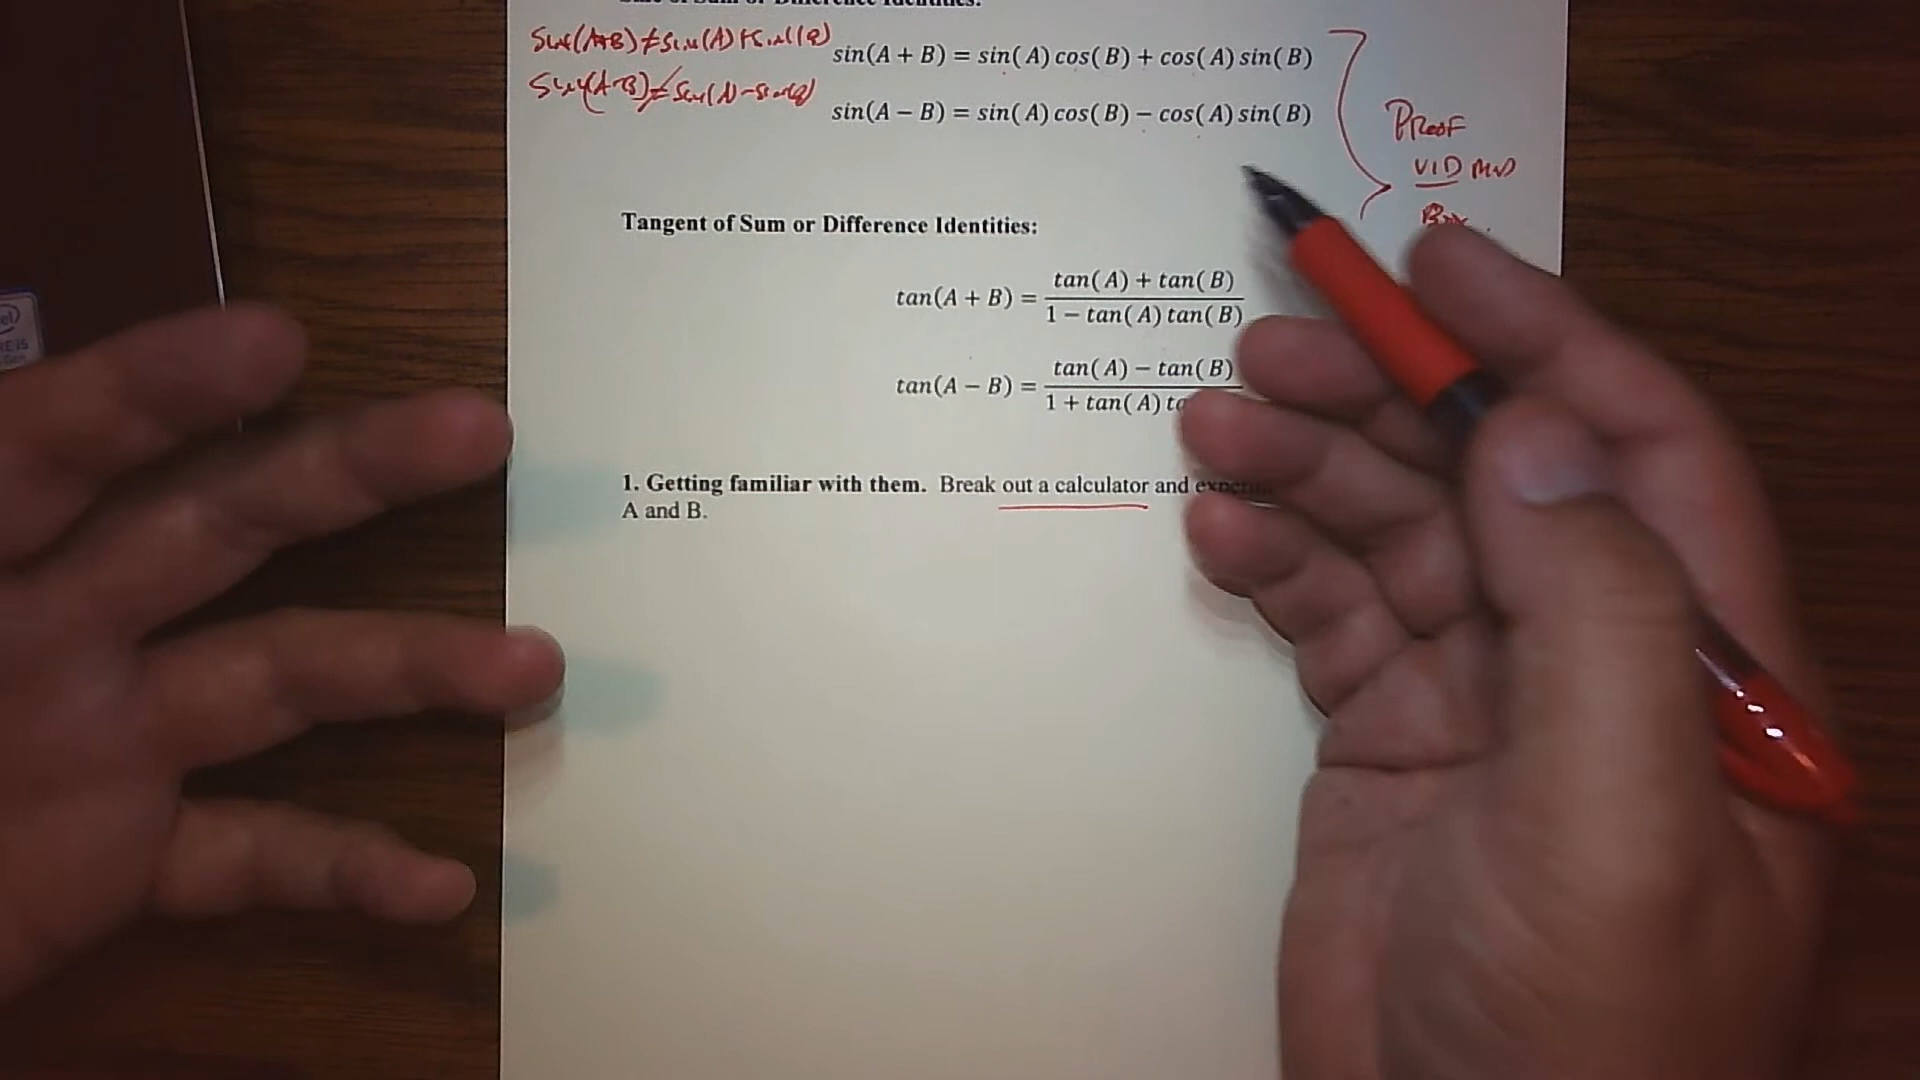 sin(A+B)≠sin(A)+sin(B)
sin(A + B) = sin(A) cos(B) + cos(A) sin(B)
sin(A-B)≠sin(A)-sin(B)
sin(A − B) = sin(A) cos(B) − cos(A) sin(B)
PROOF
VID
Tangent of Sum or Difference Identities:
tan(A + B) = tan(A) + tan(B)
1 − tan(A) tan(B)
tan(A − B) = tan(A) − tan(B)
1 + tan(A)
1. Getting familiar with them. Break out a calculator and
A and B.